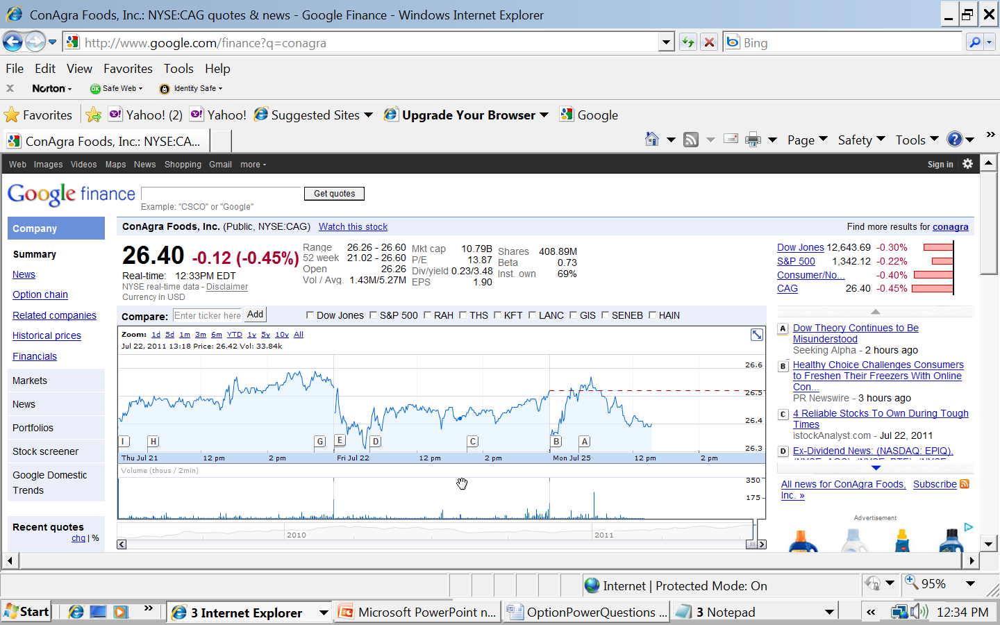 ConAgra Foods, Inc.: NYSE:CAG quotes & news - Google Finance - Windows Internet Explorer
http://www.google.com/finance?q=conagra
Bing
File Edit View Favorites Tools Help
x Norton OK Safe Web Identity Safe
Favorites Yahoo! (2) Yahoo! Suggested Sites Upgrade Your Browser Google
ConAgra Foods, Inc.: NYSE:CA...
Page Safety Tools
Web Images Videos Maps News Shopping Gmail more
Sign in
Google finance
Get quotes
Example: "CSCO" or "Google"
Company
Summary
News
Option chain
Related companies
Historical prices
Financials
Markets
News
Portfolios
Stock screener
Google Domestic
Trends
Recent quotes
chg | %
ConAgra Foods, Inc. (Public, NYSE:CAG) Watch this stock
Find more results for conagra
26.40 -0.12 (-0.45%)
Real-time: 12:33PM EDT
NYSE real-time data - Disclaimer
Currency in USD
Range 26.26 - 26.60
52 week 21.02 - 26.60
Open 26.26
Vol / Avg. 1.43M/5.27M
Mkt cap 10.79B
P/E 13.87
Div/yield 0.23/3.48
EPS 1.90
Shares 408.89M
Beta 0.73
Inst. own 69%
Dow Jones 12,643.69 -0.30%
S&P 500 1,342.12 -0.22%
Consumer/No... -0.40%
CAG 26.40 -0.45%
Compare: Enter ticker here Add Dow Jones S&P 500 RAH THS KFT LANC GIS SENEB HAIN
Zoom: 1d 5d 1m 3m 6m YTD 1y 5y 10y All
Jul 22, 2011 13:18 Price: 26.42 Vol: 33.84k
26.6
26.5
26.4
26.3
I H G E D C B A
Thu Jul 21 12 pm 2 pm Fri Jul 22 12 pm 2 pm Mon Jul 25 12 pm 2 pm
Volume (thous / 2min)
350
175
2010 2011
A Dow Theory Continues to Be
Misunderstood
Seeking Alpha - 2 hours ago
B Healthy Choice Challenges Consumers
to Freshen Their Freezers With Online
Con...
PR Newswire - 3 hours ago
C 4 Reliable Stocks To Own During Tough
Times
istockAnalyst.com - Jul 22, 2011
D Ex-Dividend News: (NASDAQ: EPIQ),
All news for ConAgra Foods,
Inc. »
Subscribe
Advertisement
Internet | Protected Mode: On
95%
Start
3 Internet Explorer
Microsoft PowerPoint n...
OptionPowerQuestions ...
3 Notepad
12:34 PM